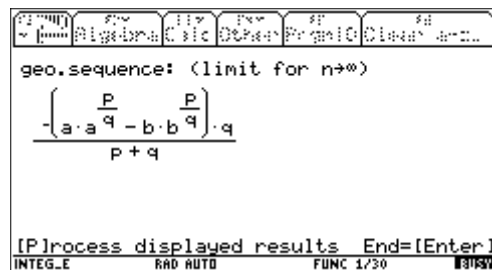 Algebra Calc Other PrgmIO Clean
geo.sequence: (limit for n→∞)
-(a·a^(p/q) - b·b^(p/q))·q
p + q
[P]rocess displayed results End=[Enter]
INTEG_E RAD AUTO FUNC 1/30 BUSY